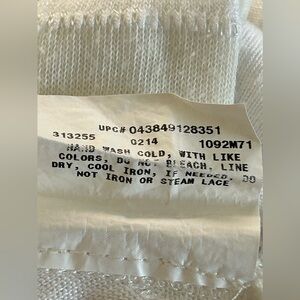 UPC# 043849128351
313255 0214 1092M71
HAND WASH COLD, WITH LIKE
COLORS, DO NOT BLEACH, LINE
DRY, COOL IRON, IF NEEDED, DO
NOT IRON OR STEAM LACE